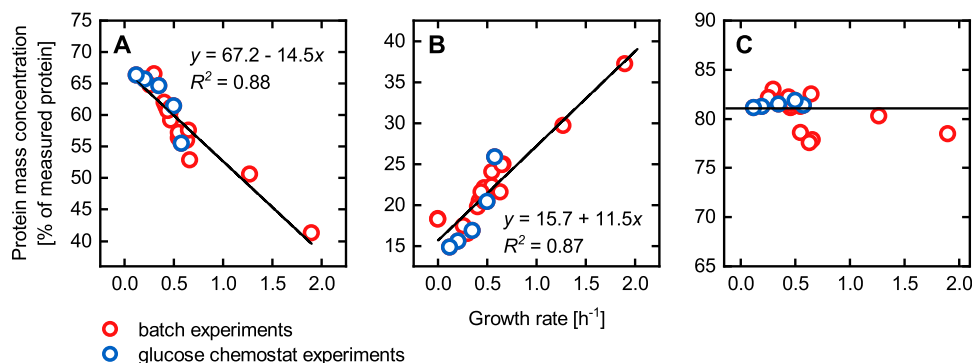 Protein mass concentration
[% of measured protein]
75
70
65
60
55
50
45
40
A
y = 67.2 - 14.5x
R² = 0.88
0.0 0.5 1.0 1.5 2.0
40
35
30
25
20
15
B
y = 15.7 + 11.5x
R² = 0.87
0.0 0.5 1.0 1.5 2.0
90
85
80
75
70
65
C
0.0 0.5 1.0 1.5 2.0
Growth rate [h⁻¹]
batch experiments
glucose chemostat experiments